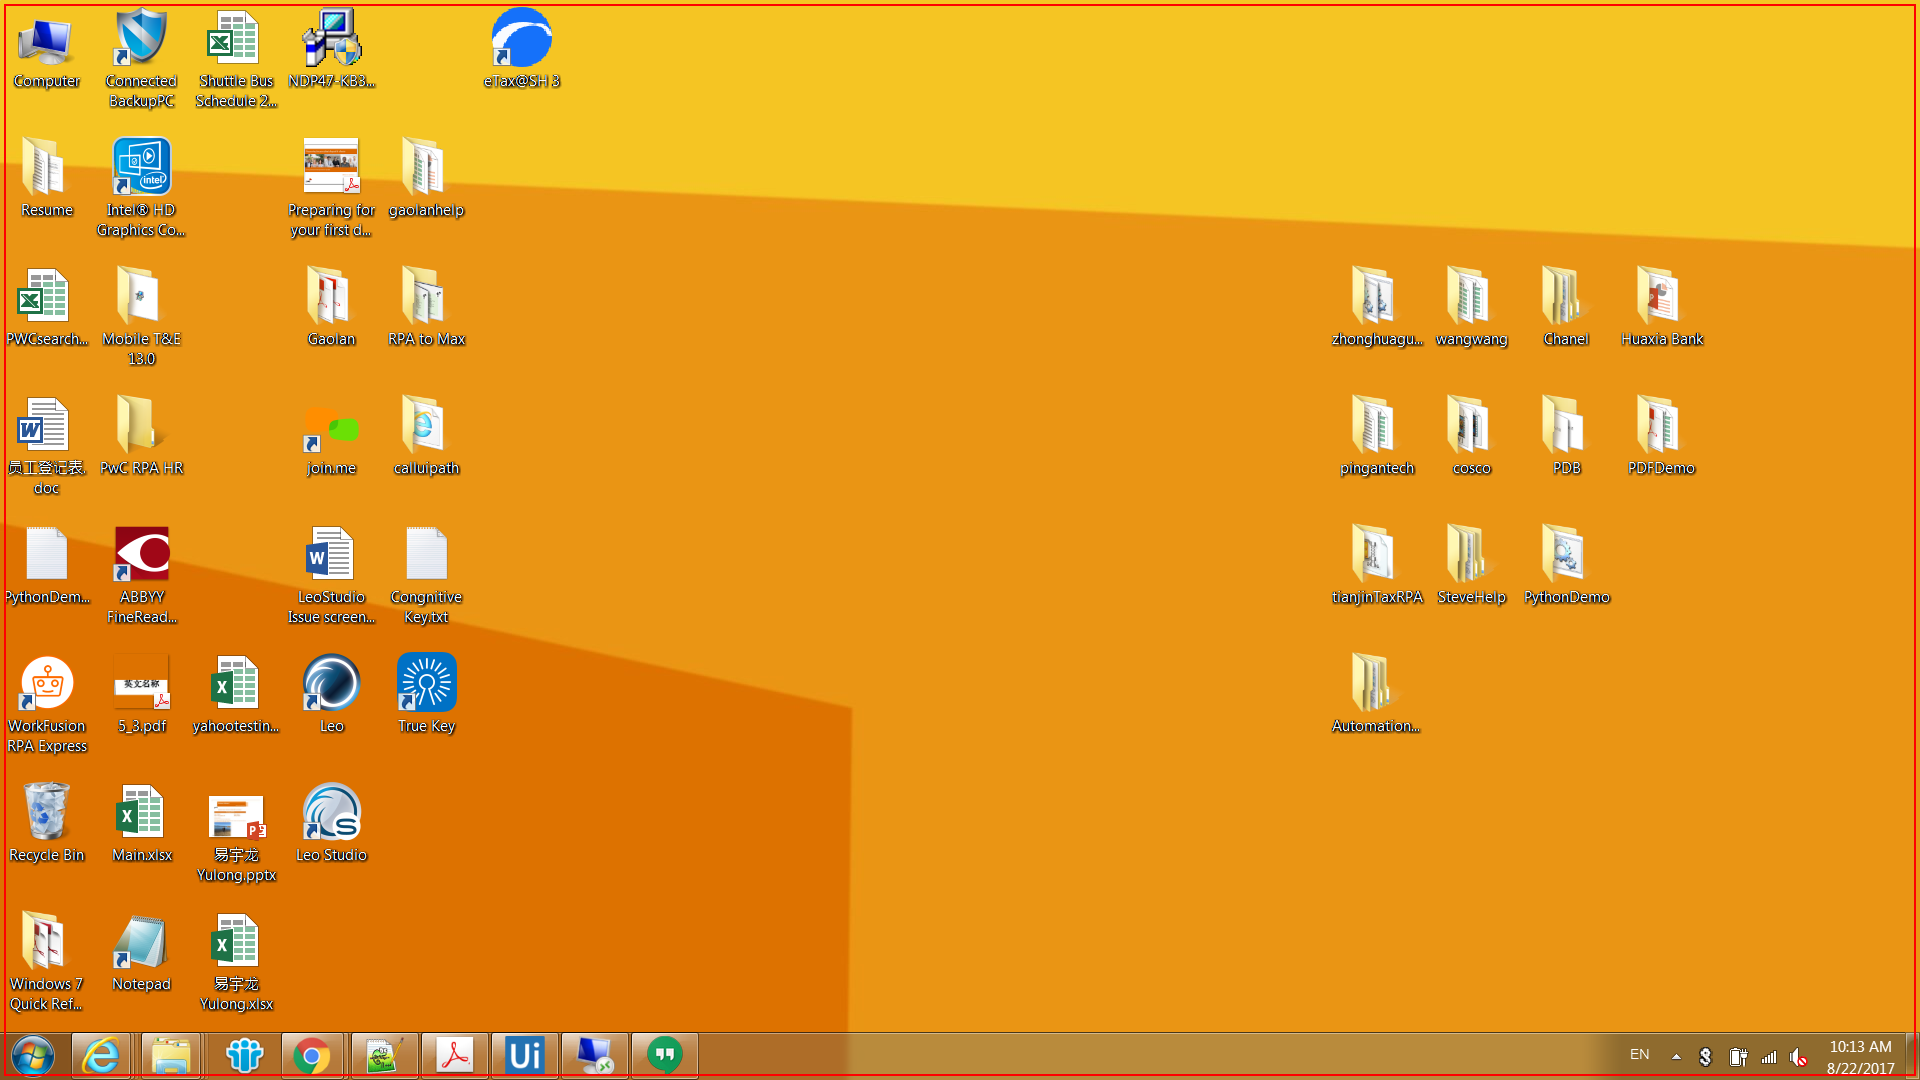 Computer
Connected
BackupPC
Shuttle Bus
Schedule 2...
NDP47-KB3...
eTax@SH 3
Resume
Intel® HD
Graphics Co...
intel
Preparing for
your first d...
gaolanhelp
PWCsearch...
Mobile T&E
13.0
Gaolan
RPA to Max
zhonghuagu...
wangwang
Chanel
Huaxia Bank
员工登记表.
doc
PwC RPA HR
join.me
calluipath
pingantech
cosco
PDB
PDFDemo
PythonDem...
ABBYY
FineRead...
LeoStudio
Issue screen...
Congnitive
Key.txt
tianjinTaxRPA
SteveHelp
PythonDemo
WorkFusion
RPA Express
英文名称
5_3.pdf
yahootestin...
Leo
True Key
Automation...
Recycle Bin
Main.xlsx
易宇龙
Yulong.pptx
Leo Studio
Windows 7
Quick Ref...
Notepad
易宇龙
Yulong.xlsx
Ui
EN
10:13 AM
8/22/2017